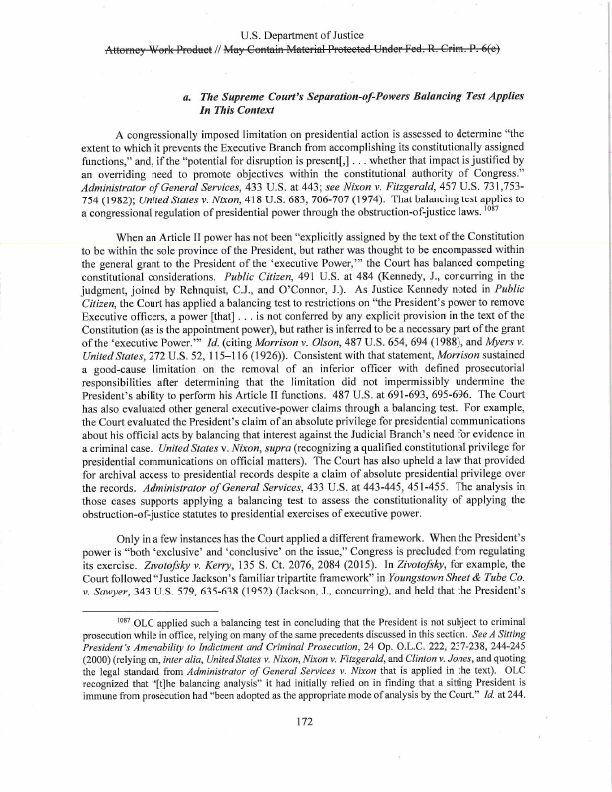 U.S. Department of Justice
Attorney Work Product // May Contain Material Protected Under Fed. R. Crim. P. 6(e)
a. The Supreme Court's Separation-of-Powers Balancing Test Applies
In This Context
A congressionally imposed limitation on presidential action is assessed to determine "the
extent to which it prevents the Executive Branch from accomplishing its constitutionally assigned
functions," and, if the "potential for disruption is present[,] . . . whether that impact is justified by
an overriding need to promote objectives within the constitutional authority of Congress."
Administrator of General Services, 433 U.S. at 443; see Nixon v. Fitzgerald, 457 U.S. 731,753-
754 (1982); United States v. Nixon, 418 U.S. 683, 706-707 (1974). That balancing test applies to
a congressional regulation of presidential power through the obstruction-of-justice laws. 1087
When an Article II power has not been "explicitly assigned by the text of the Constitution
to be within the sole province of the President, but rather was thought to be encompassed within
the general grant to the President of the 'executive Power,'" the Court has balanced competing
constitutional considerations. Public Citizen, 491 U.S. at 484 (Kennedy, J., concurring in the
judgment, joined by Rehnquist, C.J., and O'Connor, J.). As Justice Kennedy noted in Public
Citizen, the Court has applied a balancing test to restrictions on "the President's power to remove
Executive officers, a power [that] . . . is not conferred by any explicit provision in the text of the
Constitution (as is the appointment power), but rather is inferred to be a necessary part of the grant
of the 'executive Power.'" Id. (citing Morrison v. Olson, 487 U.S. 654, 694 (1988), and Myers v.
United States, 272 U.S. 52, 115–116 (1926)). Consistent with that statement, Morrison sustained
a good-cause limitation on the removal of an inferior officer with defined prosecutorial
responsibilities after determining that the limitation did not impermissibly undermine the
President's ability to perform his Article II functions. 487 U.S. at 691-693, 695-696. The Court
has also evaluated other general executive-power claims through a balancing test. For example,
the Court evaluated the President's claim of an absolute privilege for presidential communications
about his official acts by balancing that interest against the Judicial Branch's need for evidence in
a criminal case. United States v. Nixon, supra (recognizing a qualified constitutional privilege for
presidential communications on official matters). The Court has also upheld a law that provided
for archival access to presidential records despite a claim of absolute presidential privilege over
the records. Administrator of General Services, 433 U.S. at 443-445, 451-455. The analysis in
those cases supports applying a balancing test to assess the constitutionality of applying the
obstruction-of-justice statutes to presidential exercises of executive power.
Only in a few instances has the Court applied a different framework. When the President's
power is "both 'exclusive' and 'conclusive' on the issue," Congress is precluded from regulating
its exercise. Zivotofsky v. Kerry, 135 S. Ct. 2076, 2084 (2015). In Zivotofsky, for example, the
Court followed "Justice Jackson's familiar tripartite framework" in Youngstown Sheet & Tube Co.
v. Sawyer, 343 U.S. 579, 635-638 (1952) (Jackson, J., concurring), and held that the President's
1087 OLC applied such a balancing test in concluding that the President is not subject to criminal
prosecution while in office, relying on many of the same precedents discussed in this section. See A Sitting
President's Amenability to Indictment and Criminal Prosecution, 24 Op. O.L.C. 222, 237-238, 244-245
(2000) (relying on, inter alia, United States v. Nixon, Nixon v. Fitzgerald, and Clinton v. Jones, and quoting
the legal standard from Administrator of General Services v. Nixon that is applied in the text). OLC
recognized that "[t]he balancing analysis" it had initially relied on in finding that a sitting President is
immune from prosecution had "been adopted as the appropriate mode of analysis by the Court." Id. at 244.
172